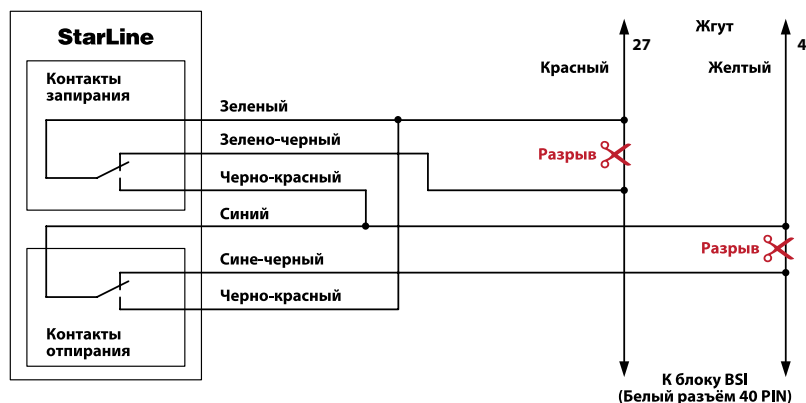 StarLine
Контакты
запирания
Зеленый
Зелено-черный
Черно-красный
Синий
Сине-черный
Черно-красный
Контакты
отпирания
Жгут
27
4
Красный
Желтый
Разрыв
Разрыв
К блоку BSI
(Белый разъём 40 PIN)